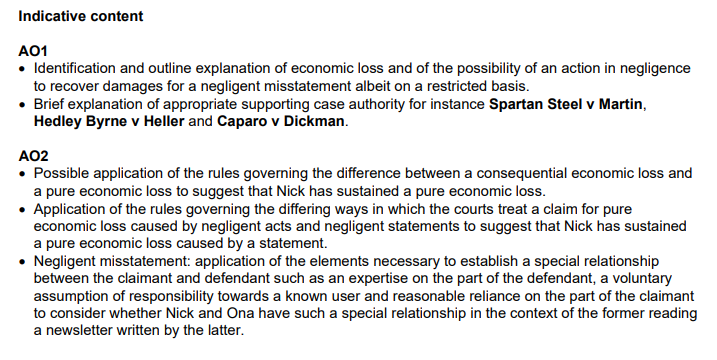 Indicative content
AO1
• Identification and outline explanation of economic loss and of the possibility of an action in negligence
to recover damages for a negligent misstatement albeit on a restricted basis.
• Brief explanation of appropriate supporting case authority for instance Spartan Steel v Martin,
Hedley Byrne v Heller and Caparo v Dickman.
AO2
• Possible application of the rules governing the difference between a consequential economic loss and
a pure economic loss to suggest that Nick has sustained a pure economic loss.
• Application of the rules governing the differing ways in which the courts treat a claim for pure
economic loss caused by negligent acts and negligent statements to suggest that Nick has sustained
a pure economic loss caused by a statement.
• Negligent misstatement: application of the elements necessary to establish a special relationship
between the claimant and defendant such as an expertise on the part of the defendant, a voluntary
assumption of responsibility towards a known user and reasonable reliance on the part of the claimant
to consider whether Nick and Ona have such a special relationship in the context of the former reading
a newsletter written by the latter.